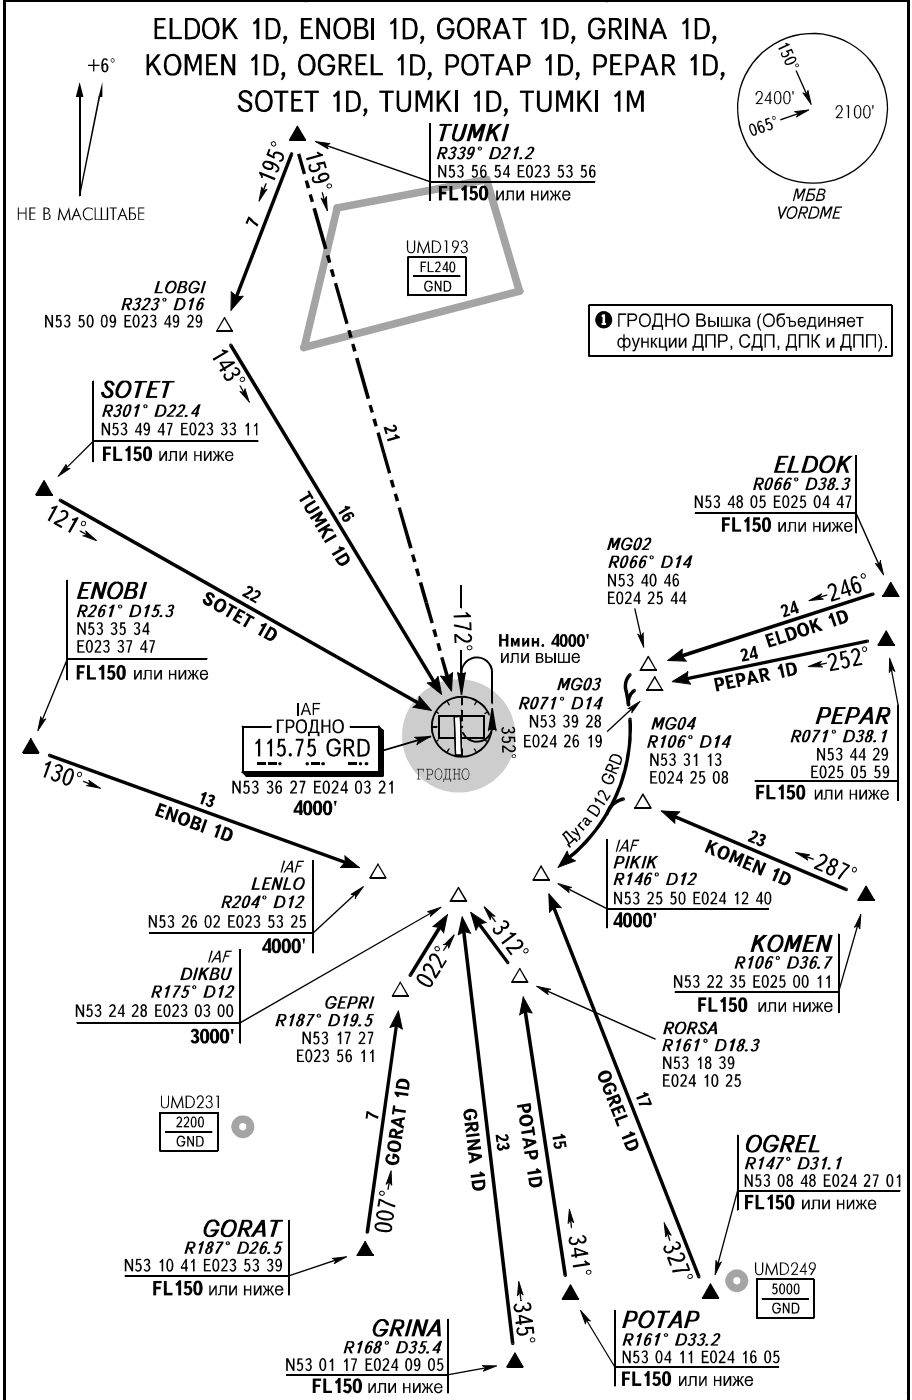 ELDOK 1D, ENOBI 1D, GORAT 1D, GRINA 1D,
KOMEN 1D, OGREL 1D, POTAP 1D, PEPAR 1D,
SOTET 1D, TUMKI 1D, TUMKI 1M
+6°
НЕ В МАСШТАБЕ
150°
2400'
2100'
065°
МБВ
VORDME
TUMKI
R339° D21.2
N53 56 54 E023 53 56
FL150 или ниже
195°
159°
7
UMD193
FL240
GND
LOBGI
R323° D16
N53 50 09 E023 49 29
❶ ГРОДНО Вышка (Объединяет
функции ДПР, СДП, ДПК и ДПП).
143°
SOTET
R301° D22.4
N53 49 47 E023 33 11
FL150 или ниже
21
121°
16
TUMKI 1D
ELDOK
R066° D38.3
N53 48 05 E025 04 47
FL150 или ниже
MG02
R066° D14
N53 40 46
E024 25 44
ENOBI
R261° D15.3
N53 35 34
E023 37 47
FL150 или ниже
22
SOTET 1D
246°
24
ELDOK 1D
172°
Нмин. 4000'
или выше
24
PEPAR 1D
252°
MG03
R071° D14
N53 39 28
E024 26 19
IAF
ГРОДНО
115.75 GRD
N53 36 27 E024 03 21
4000'
ГРОДНО
352°
MG04
R106° D14
N53 31 13
E024 25 08
PEPAR
R071° D38.1
N53 44 29
E025 05 59
FL150 или ниже
130°
13
ENOBI 1D
Дуга D12 GRD
23
KOMEN 1D
287°
IAF
LENLO
R204° D12
N53 26 02 E023 53 25
4000'
IAF
PIKIK
R146° D12
N53 25 50 E024 12 40
4000'
IAF
DIKBU
R175° D12
N53 24 28 E023 03 00
3000'
022°
312°
KOMEN
R106° D36.7
N53 22 35 E025 00 11
FL150 или ниже
GEPRI
R187° D19.5
N53 17 27
E023 56 11
RORSA
R161° D18.3
N53 18 39
E024 10 25
UMD231
2200
GND
7
GORAT 1D
007°
GRINA 1D
23
POTAP 1D
15
OGREL 1D
17
OGREL
R147° D31.1
N53 08 48 E024 27 01
FL150 или ниже
GORAT
R187° D26.5
N53 10 41 E023 53 39
FL150 или ниже
341°
327°
UMD249
5000
GND
345°
GRINA
R168° D35.4
N53 01 17 E024 09 05
FL150 или ниже
POTAP
R161° D33.2
N53 04 11 E024 16 05
FL150 или ниже